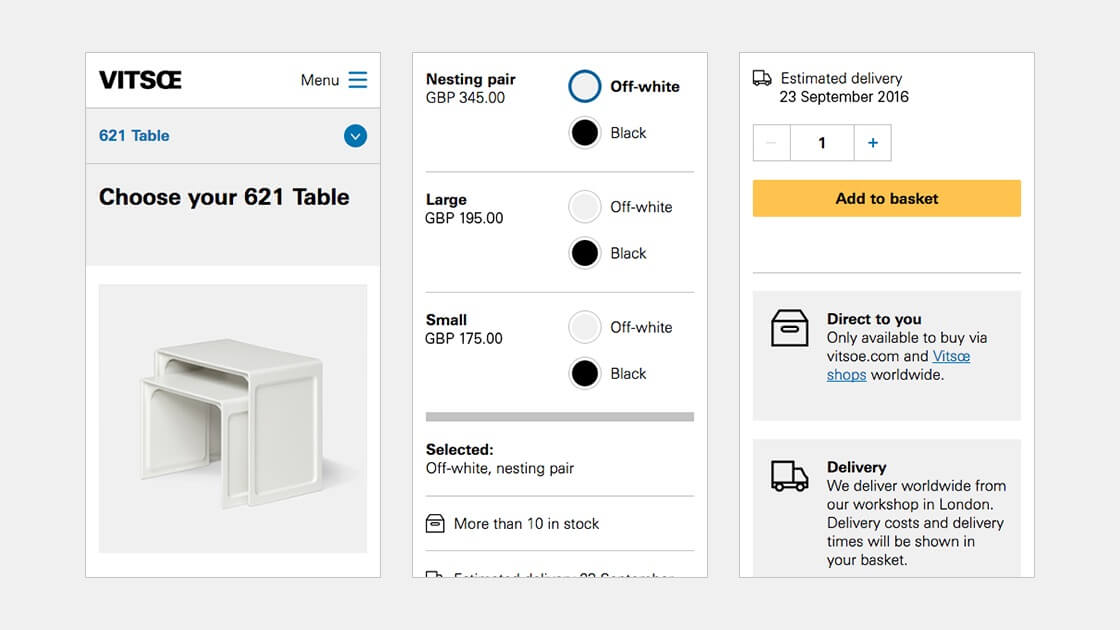 VITSŒ
Menu
621 Table
Choose your 621 Table
Nesting pair
GBP 345.00
Off-white
Black
Large
GBP 195.00
Off-white
Black
Small
GBP 175.00
Off-white
Black
Selected:
Off-white, nesting pair
More than 10 in stock
Estimated delivery 23 September
Estimated delivery
23 September 2016
− 1 +
Add to basket
Direct to you
Only available to buy via
vitsoe.com and Vitsœ
shops worldwide.
Delivery
We deliver worldwide from
our workshop in London.
Delivery costs and delivery
times will be shown in
your basket.